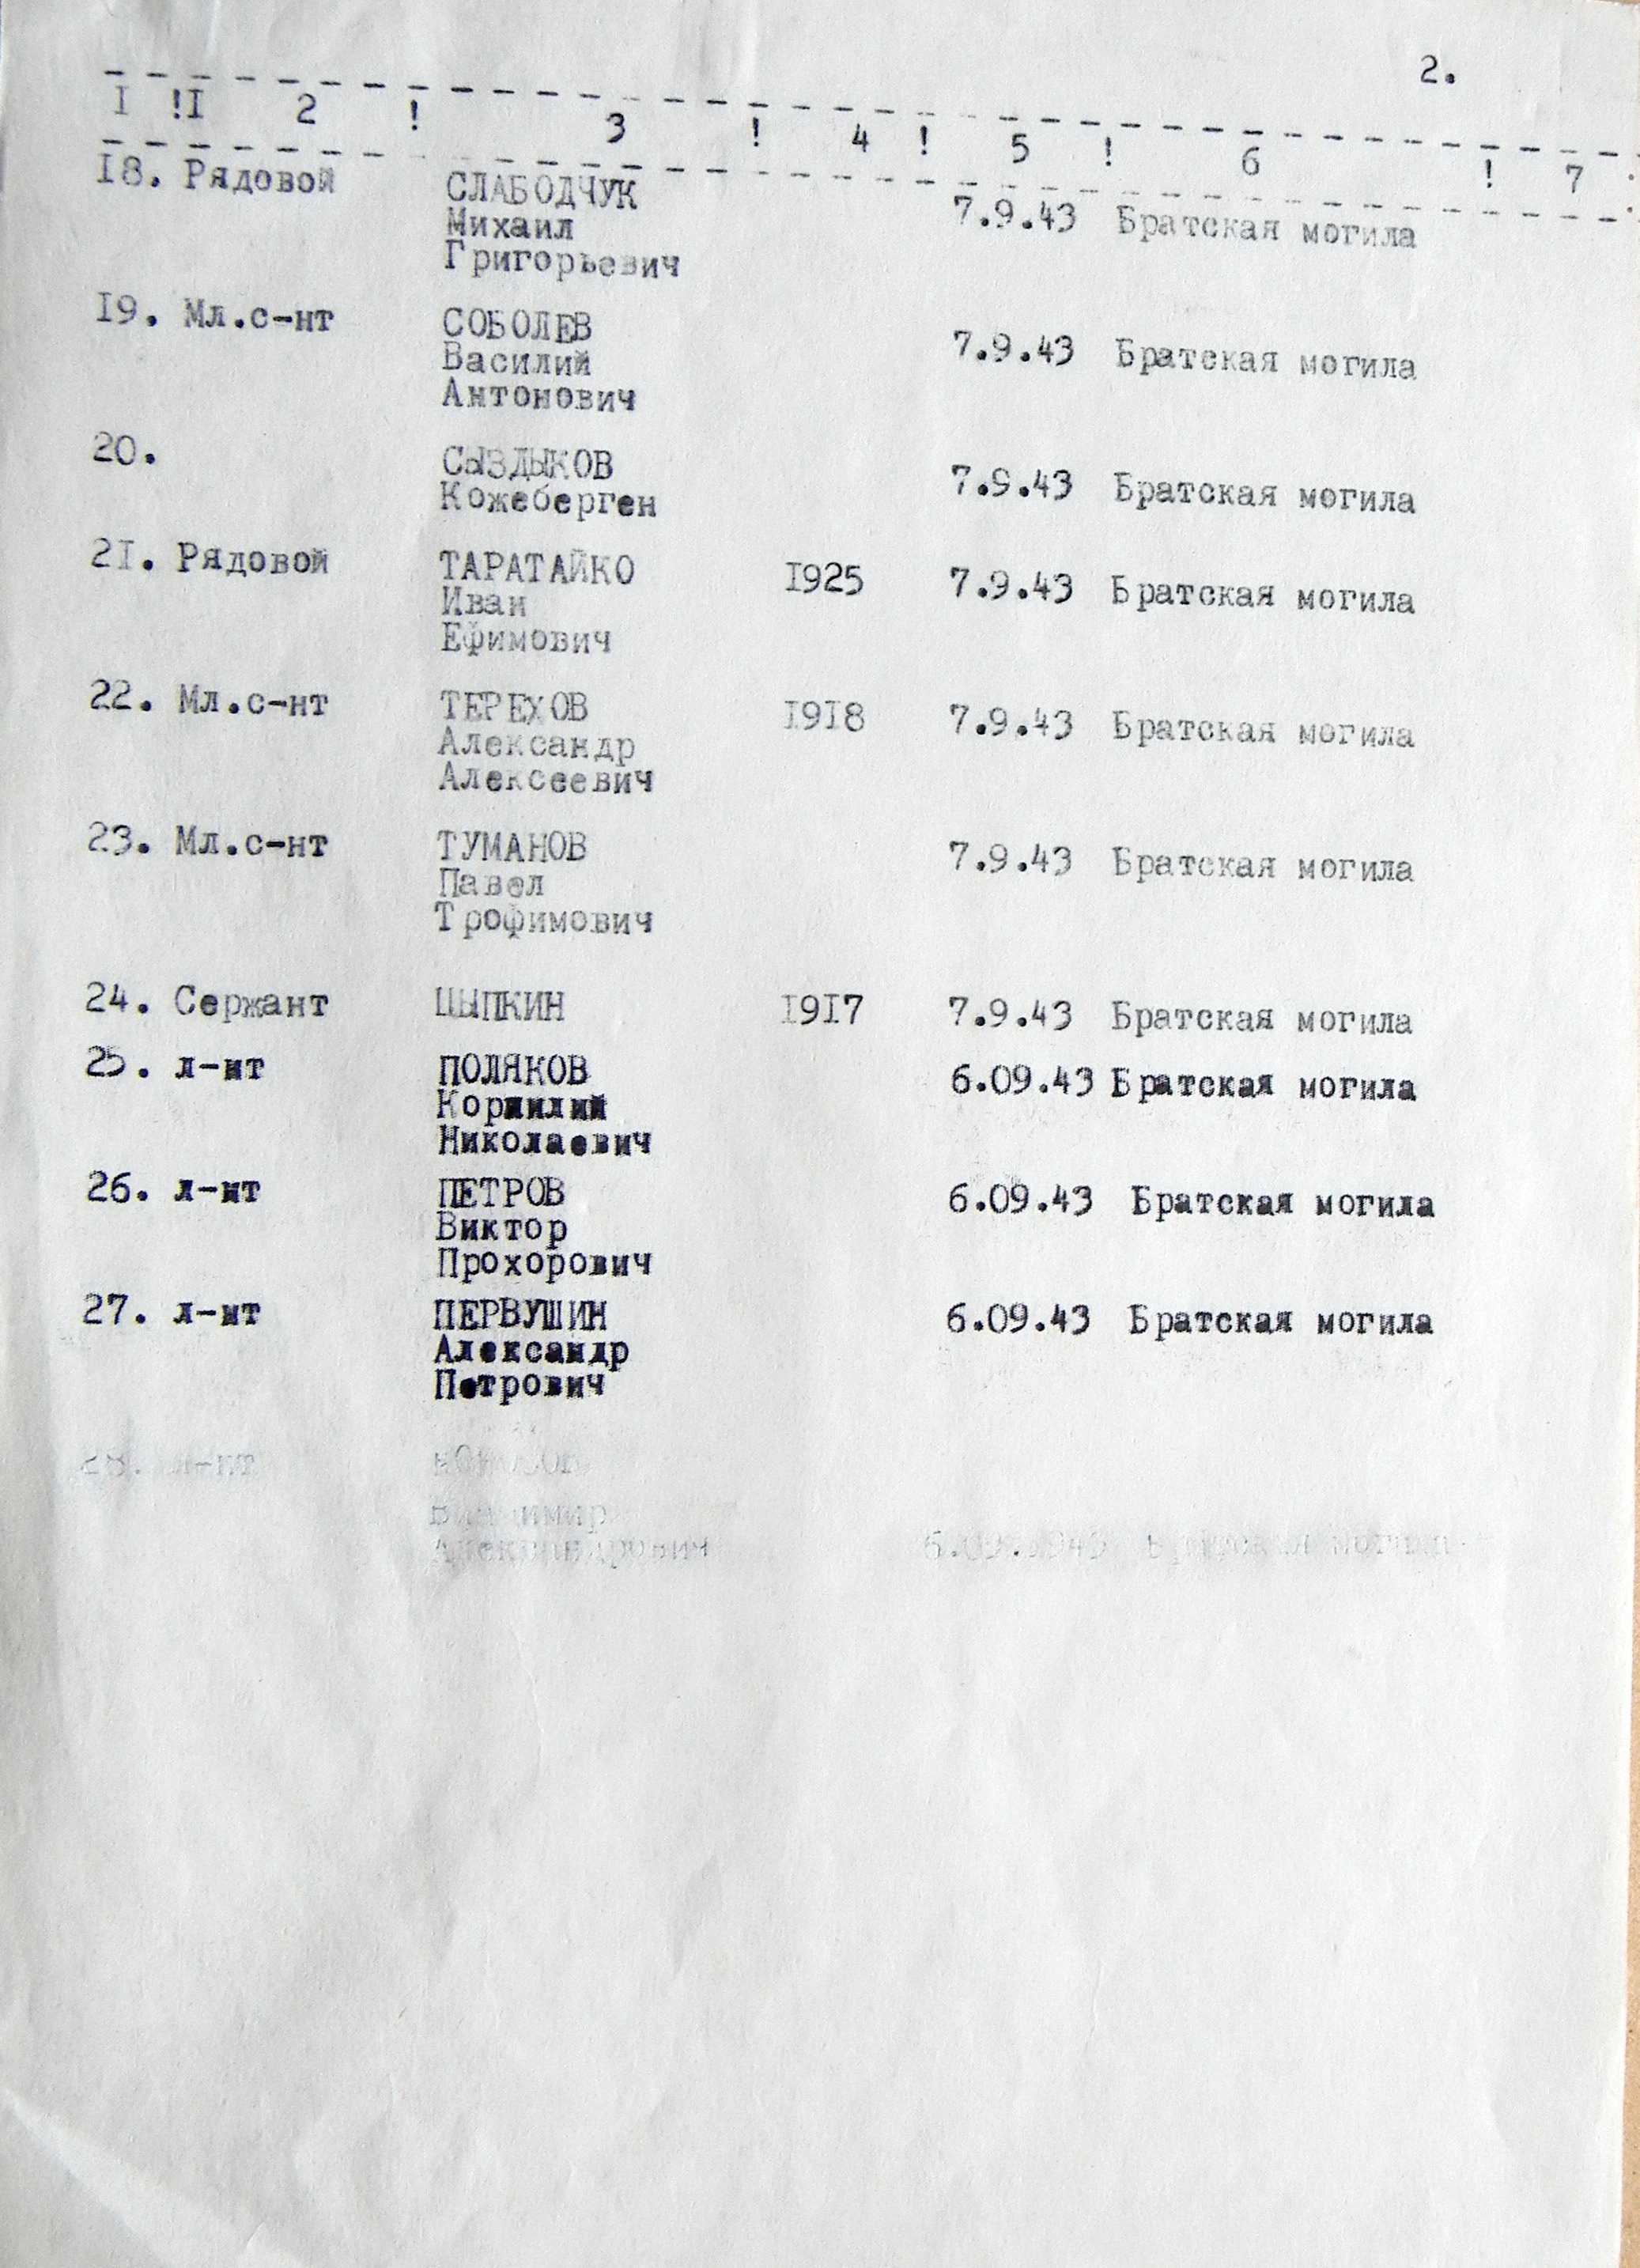 2.
I !I 2 ! 3 ! 4 ! 5 ! 6 ! 7
I8. Рядовой СЛАБОДЧУК 7.9.43 Братская могила
Михаил
Григорьевич
I9. Мл.с-нт СОБОЛЕВ 7.9.43 Братская могила
Василий
Антонович
20. СЫЗДЫКОВ 7.9.43 Братская могила
Кожеберген
2I. Рядовой ТАРАТАЙКО I925 7.9.43 Братская могила
Иван
Ефимович
22. Мл.с-нт ТЕРЕХОВ I9I8 7.9.43 Братская могила
Александр
Алексеевич
23. Мл.с-нт ТУМАНОВ 7.9.43 Братская могила
Павел
Трофимович
24. Сержант ЦЫПКИН I9I7 7.9.43 Братская могила
25. л-нт ПОЛЯКОВ 6.09.43 Братская могила
Корнилий
Николаевич
26. л-нт ПЕТРОВ 6.09.43 Братская могила
Виктор
Прохорович
27. л-нт ПЕРВУШИН 6.09.43 Братская могила
Александр
Петрович
28. л-нт